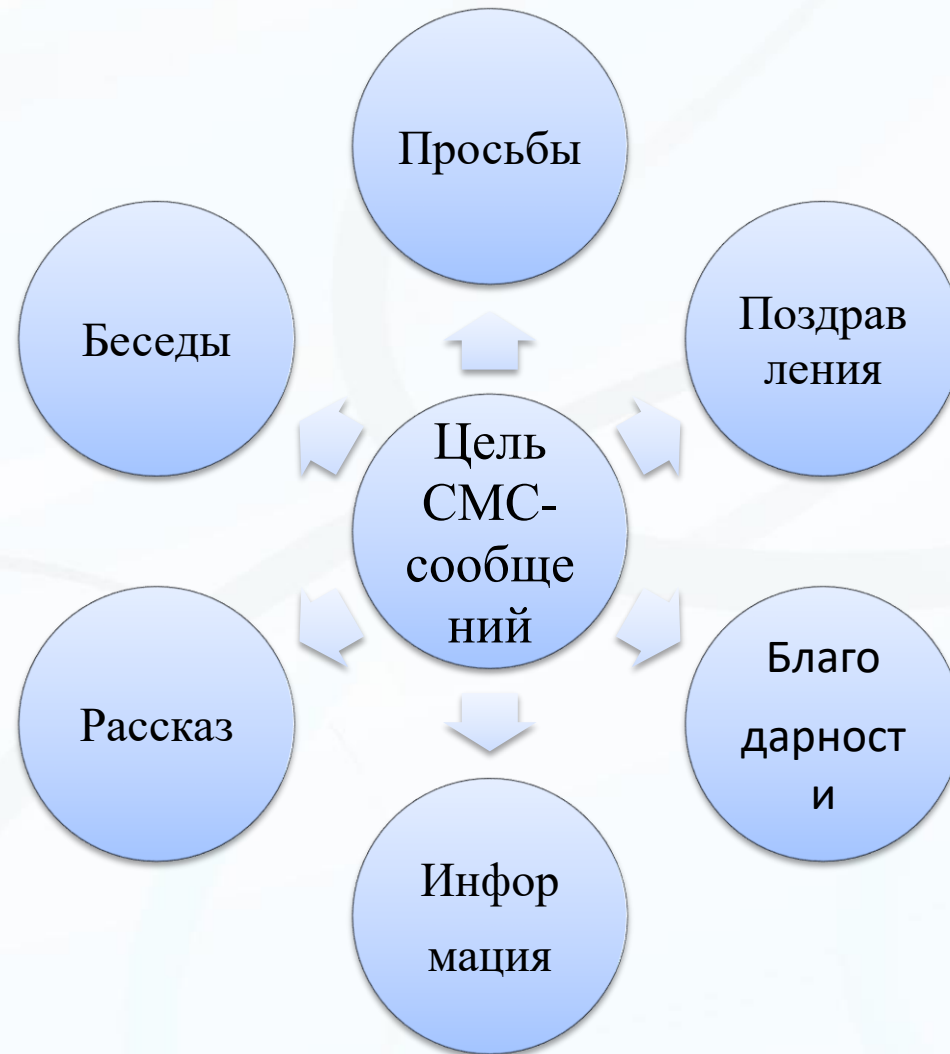 Просьбы
Поздрав
ления
Благо
дарност
и
Инфор
мация
Рассказ
Беседы
Цель
СМС-
сообще
ний